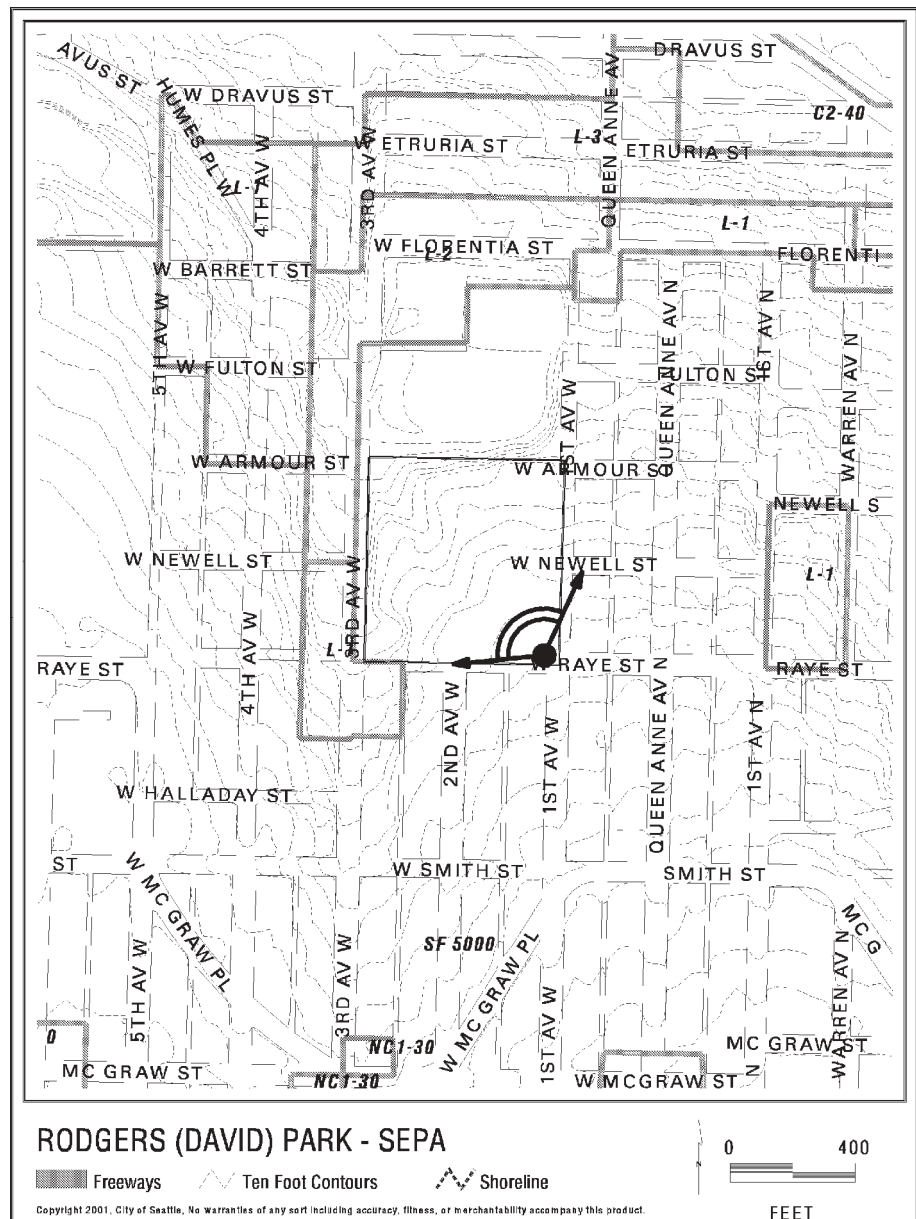 DRAVUS ST
AVUS ST
HUMES PL W
W DRAVUS ST
QUEEN ANNE AV
C2-40
4TH AV W
3RD AV W
W ETRURIA ST
L-3
ETRURIA ST
L-1
L-1
W FLORENTIA ST
L-2
FLORENTI
W BARRETT ST
5TH AV W
QUEEN ANNE AV N
1ST AV N
WARREN AV N
W FULTON ST
FULTON ST
1ST AV W
W ARMOUR ST
W ARMOUR ST
NEWELL S
W NEWELL ST
W NEWELL ST
L-1
3RD AV W
4TH AV W
RAYE ST
W RAYE ST
RAYE ST
2ND AV W
1ST AV W
QUEEN ANNE AV N
1ST AV N
W HALLADAY ST
ST
W SMITH ST
SMITH ST
W MC GRAW PL
5TH AV W
3RD AV W
SF 5000
W MC GRAW PL
1ST AV W
MC G
WARREN AV N
0
NC1-30
MC GRAW ST
MC GRAW ST
NC1-30
W MCGRAW ST
N
RODGERS (DAVID) PARK - SEPA
0 400
Freeways Ten Foot Contours Shoreline
FEET
Copyright 2001, City of Seattle, No warranties of any sort including accuracy, fitness, or merchantability accompany this product.